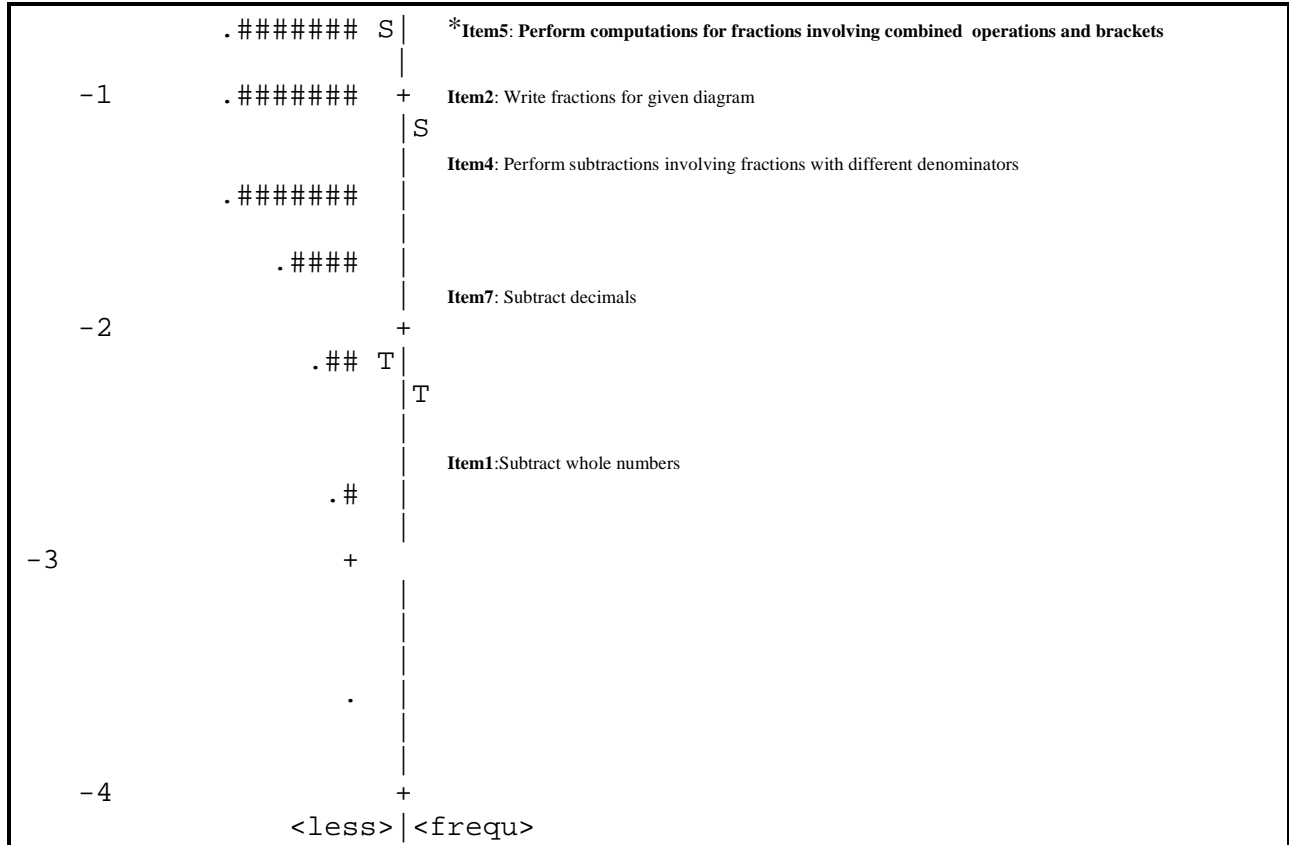 .####### S| *Item5: Perform computations for fractions involving combined operations and brackets
|
-1 .####### + Item2: Write fractions for given diagram
|S
| Item4: Perform subtractions involving fractions with different denominators
.####### |
|
.#### |
| Item7: Subtract decimals
-2 +
.## T|
|T
|
| Item1:Subtract whole numbers
.# |
|
-3 +
|
|
|
. |
|
|
-4 +
<less>|<frequ>